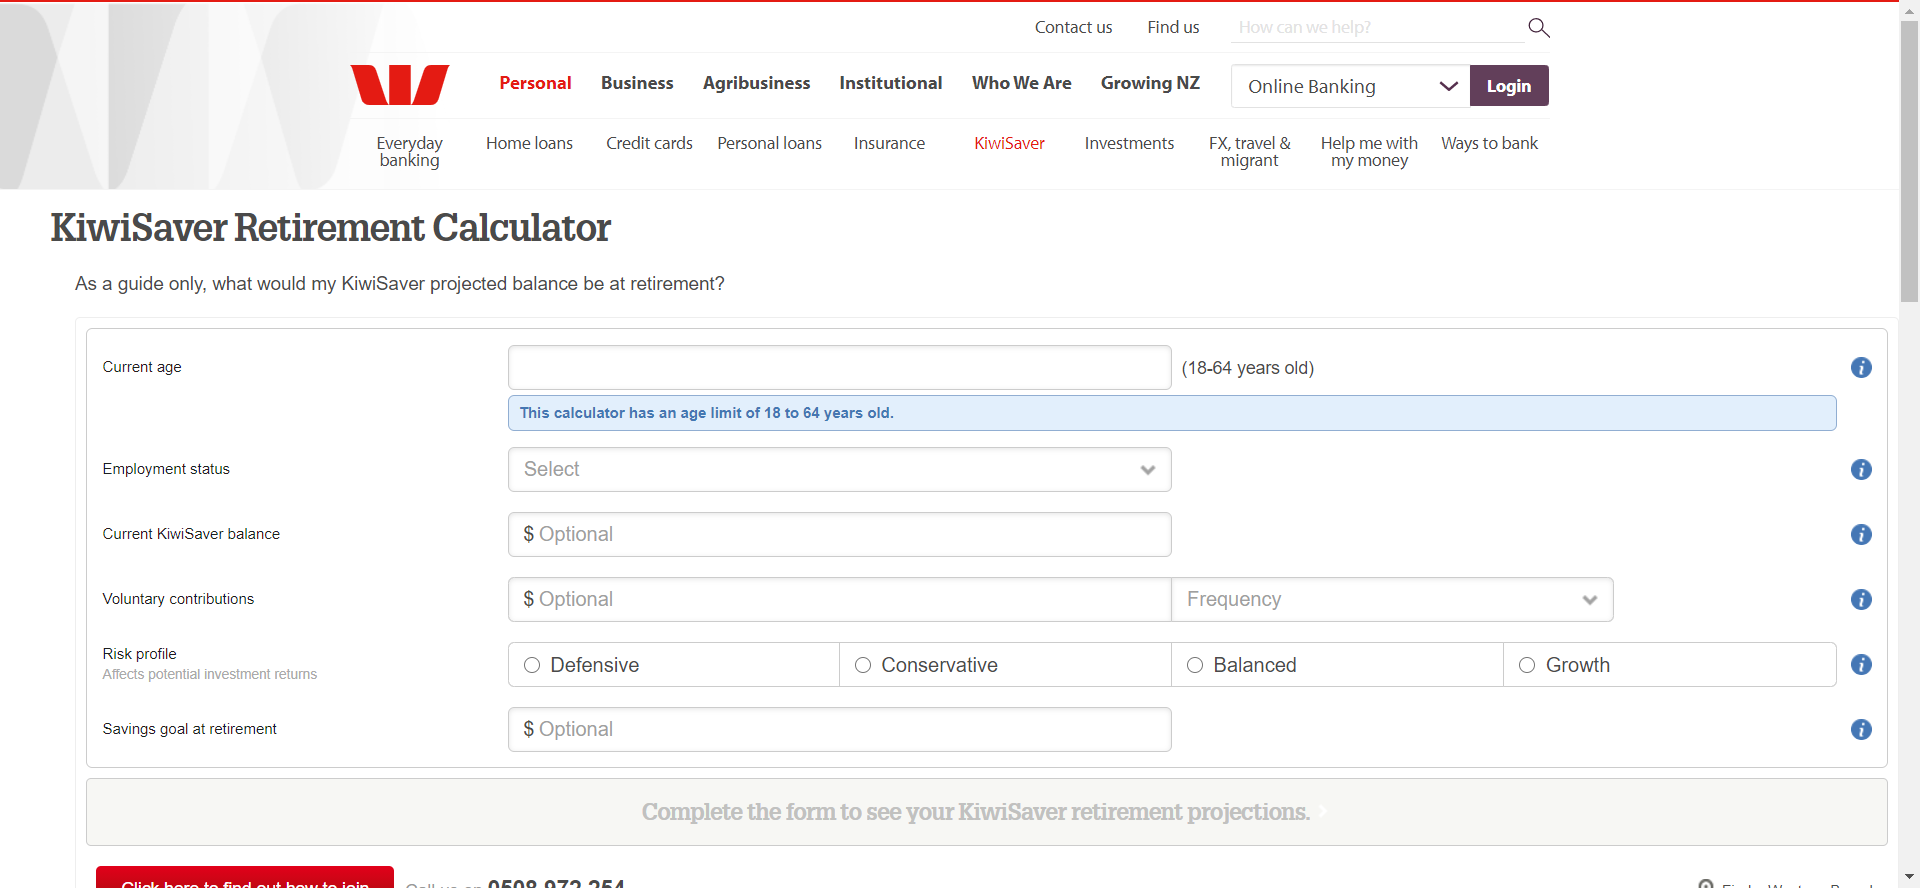 Contact us Find us How can we help?
Personal Business Agribusiness Institutional Who We Are Growing NZ Online Banking Login
Everyday banking Home loans Credit cards Personal loans Insurance KiwiSaver Investments FX, travel & migrant Help me with my money Ways to bank
KiwiSaver Retirement Calculator
As a guide only, what would my KiwiSaver projected balance be at retirement?
Current age (18-64 years old)
This calculator has an age limit of 18 to 64 years old.
Employment status Select
Current KiwiSaver balance $ Optional
Voluntary contributions $ Optional Frequency
Risk profile Defensive Conservative Balanced Growth
Affects potential investment returns
Savings goal at retirement $ Optional
Complete the form to see your KiwiSaver retirement projections.
Click here to find out how to join Call us on 0508 972 254